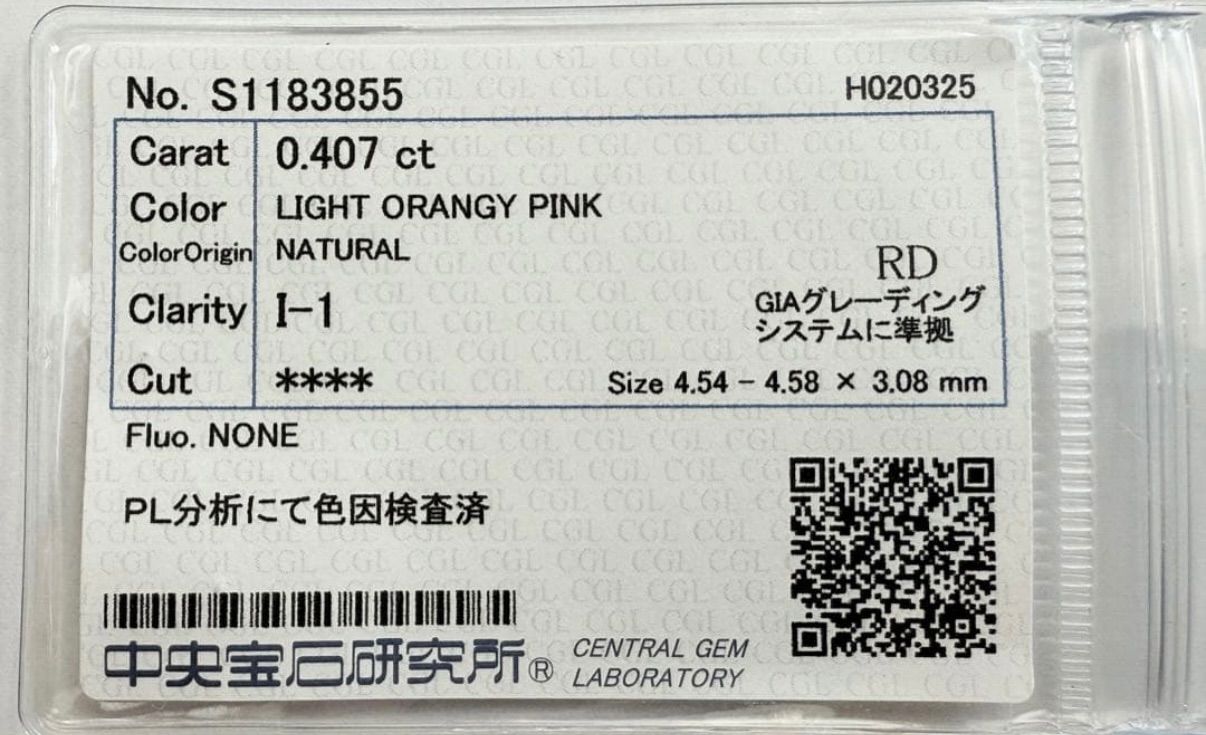 No. S1183855 H020325
Carat 0.407 ct
Color LIGHT ORANGY PINK
ColorOrigin NATURAL
RD
Clarity I-1
GIAグレーディング
システムに準拠
Cut ****
Size 4.54 - 4.58 × 3.08 mm
Fluo. NONE
PL分析にて色因検査済
中央宝石研究所®
CENTRAL GEM
LABORATORY